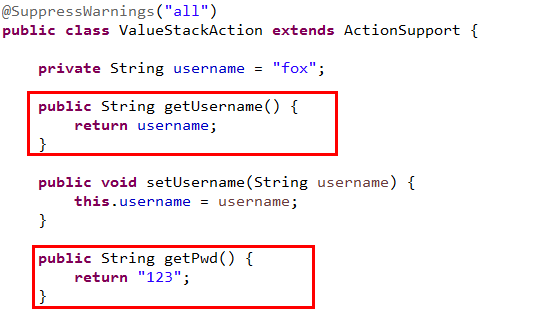 @SuppressWarnings("all")
public class ValueStackAction extends ActionSupport {
private String username = "fox";
public String getUsername() {
return username;
}
public void setUsername(String username) {
this.username = username;
}
public String getPwd() {
return "123";
}